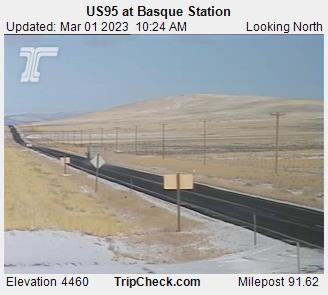 US95 at Basque Station
Updated: Mar 01 2023 10:24 AM Looking North
Elevation 4460 TripCheck.com Milepost 91.62